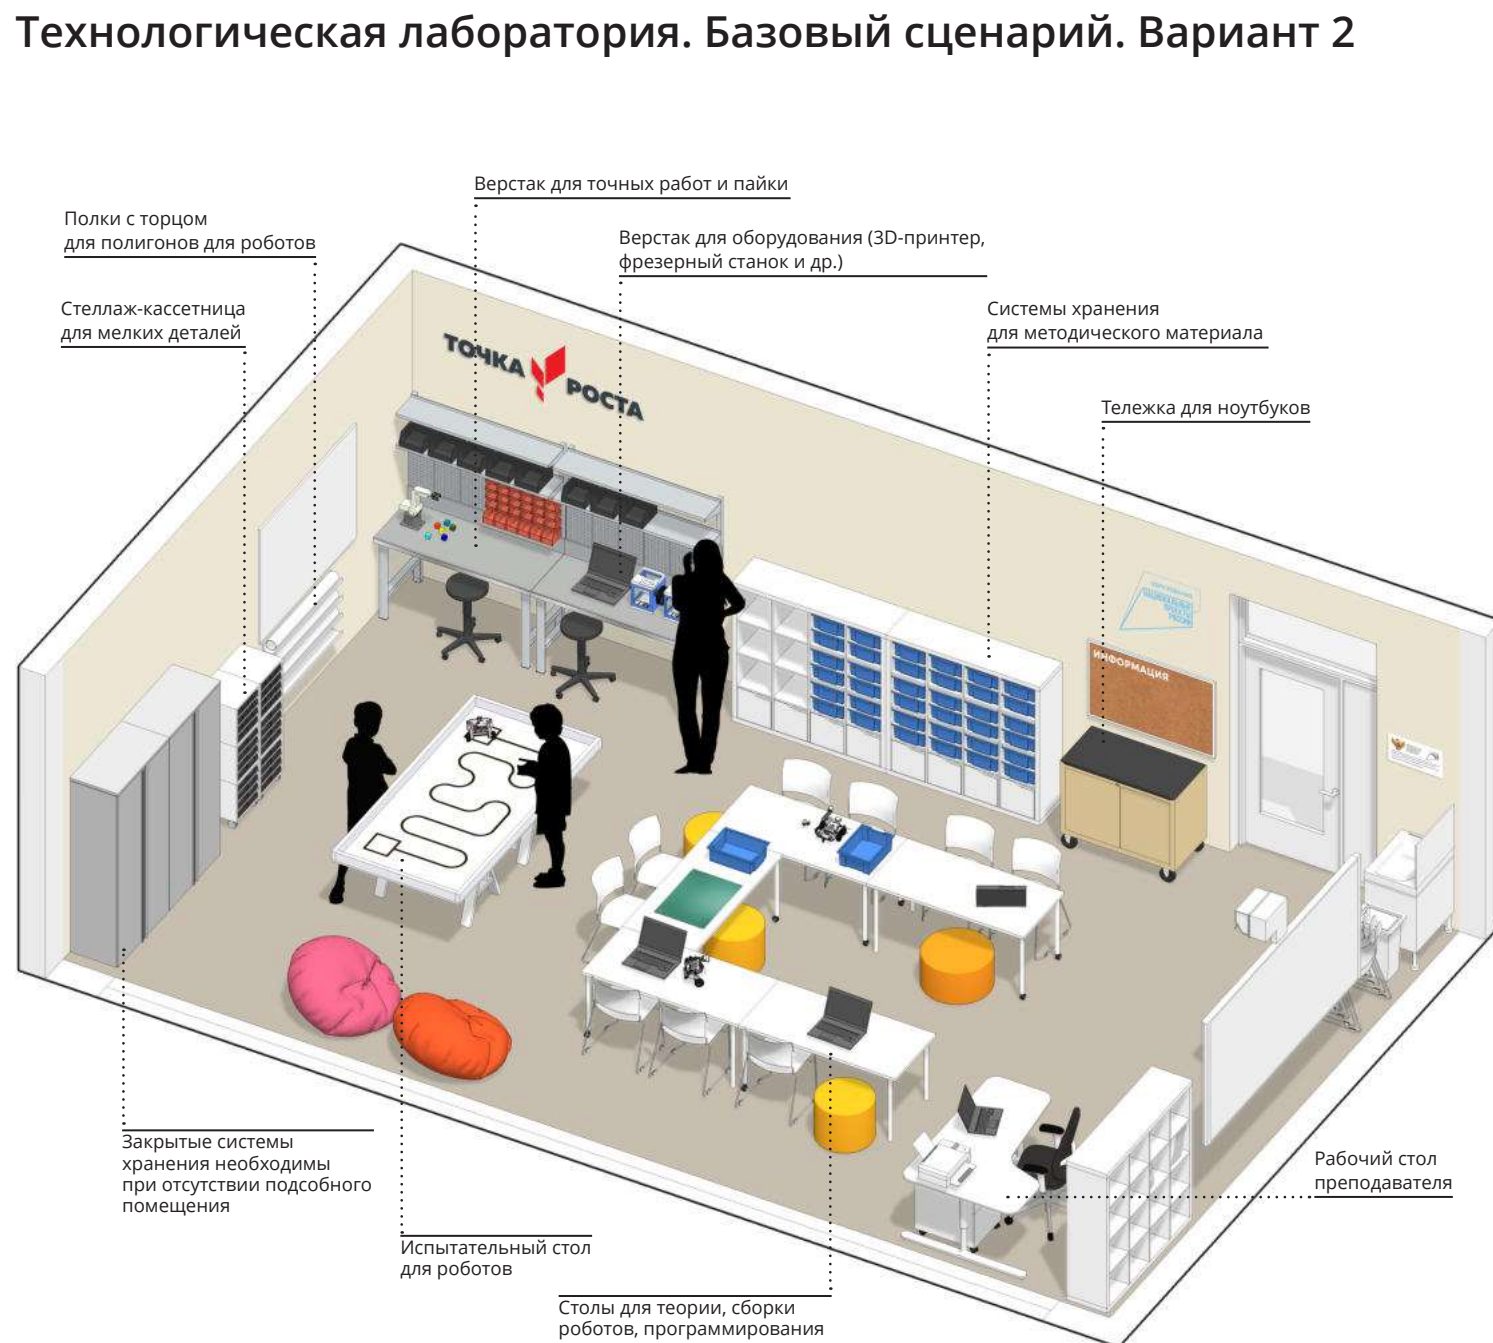 Технологическая лаборатория. Базовый сценарий. Вариант 2
Верстак для точных работ и пайки
Полки с торцом
для полигонов для роботов
Верстак для оборудования (3D-принтер,
фрезерный станок и др.)
Стеллаж-кассетница
для мелких деталей
Системы хранения
для методического материала
Тележка для ноутбуков
ТОЧКА РОСТА
ИНФОРМАЦИЯ
Закрытые системы
хранения необходимы
при отсутствии подсобного
помещения
Рабочий стол
преподавателя
Испытательный стол
для роботов
Столы для теории, сборки
роботов, программирования